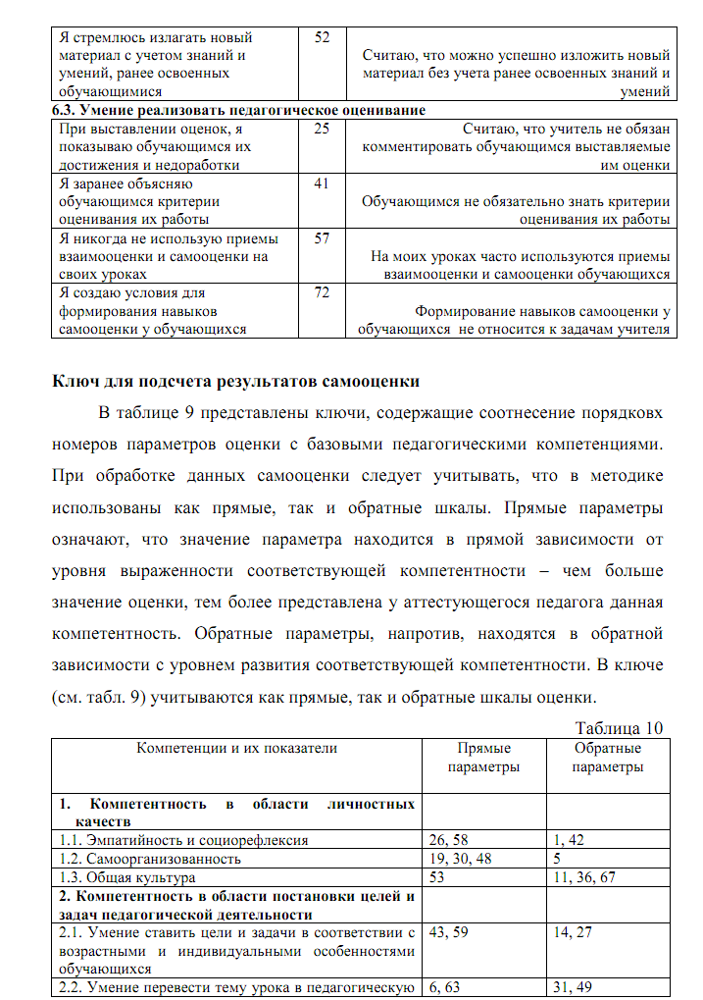 Я стремлюсь излагать новый
материал с учетом знаний и
умений, ранее освоенных
обучающимися
52
Считаю, что можно успешно изложить новый
материал без учета ранее освоенных знаний и
умений
6.3. Умение реализовать педагогическое оценивание
При выставлении оценок, я
показываю обучающимся их
достижения и недоработки
25
Считаю, что учитель не обязан
комментировать обучающимся выставляемые
им оценки
Я заранее объясняю
обучающимся критерии
оценивания их работы
41
Обучающимся не обязательно знать критерии
оценивания их работы
Я никогда не использую приемы
взаимооценки и самооценки на
своих уроках
57
На моих уроках часто используются приемы
взаимооценки и самооценки обучающихся
Я создаю условия для
формирования навыков
самооценки у обучающихся
72
Формирование навыков самооценки у
обучающихся не относится к задачам учителя
Ключ для подсчета результатов самооценки
В таблице 9 представлены ключи, содержащие соотнесение порядковх
номеров параметров оценки с базовыми педагогическими компетенциями.
При обработке данных самооценки следует учитывать, что в методике
использованы как прямые, так и обратные шкалы. Прямые параметры
означают, что значение параметра находится в прямой зависимости от
уровня выраженности соответствующей компетентности – чем больше
значение оценки, тем более представлена у аттестующегося педагога данная
компетентность. Обратные параметры, напротив, находятся в обратной
зависимости с уровнем развития соответствующей компетентности. В ключе
(см. табл. 9) учитываются как прямые, так и обратные шкалы оценки.
Таблица 10
Компетенции и их показатели
Прямые
параметры
Обратные
параметры
1. Компетентность в области личностных
качеств
1.1. Эмпатийность и социорефлексия
26, 58
1, 42
1.2. Самоорганизованность
19, 30, 48
5
1.3. Общая культура
53
11, 36, 67
2. Компетентность в области постановки целей и
задач педагогической деятельности
2.1. Умение ставить цели и задачи в соответствии с
возрастными и индивидуальными особенностями
обучающихся
43, 59
14, 27
2.2. Умение перевести тему урока в педагогическую
6, 63
31, 49